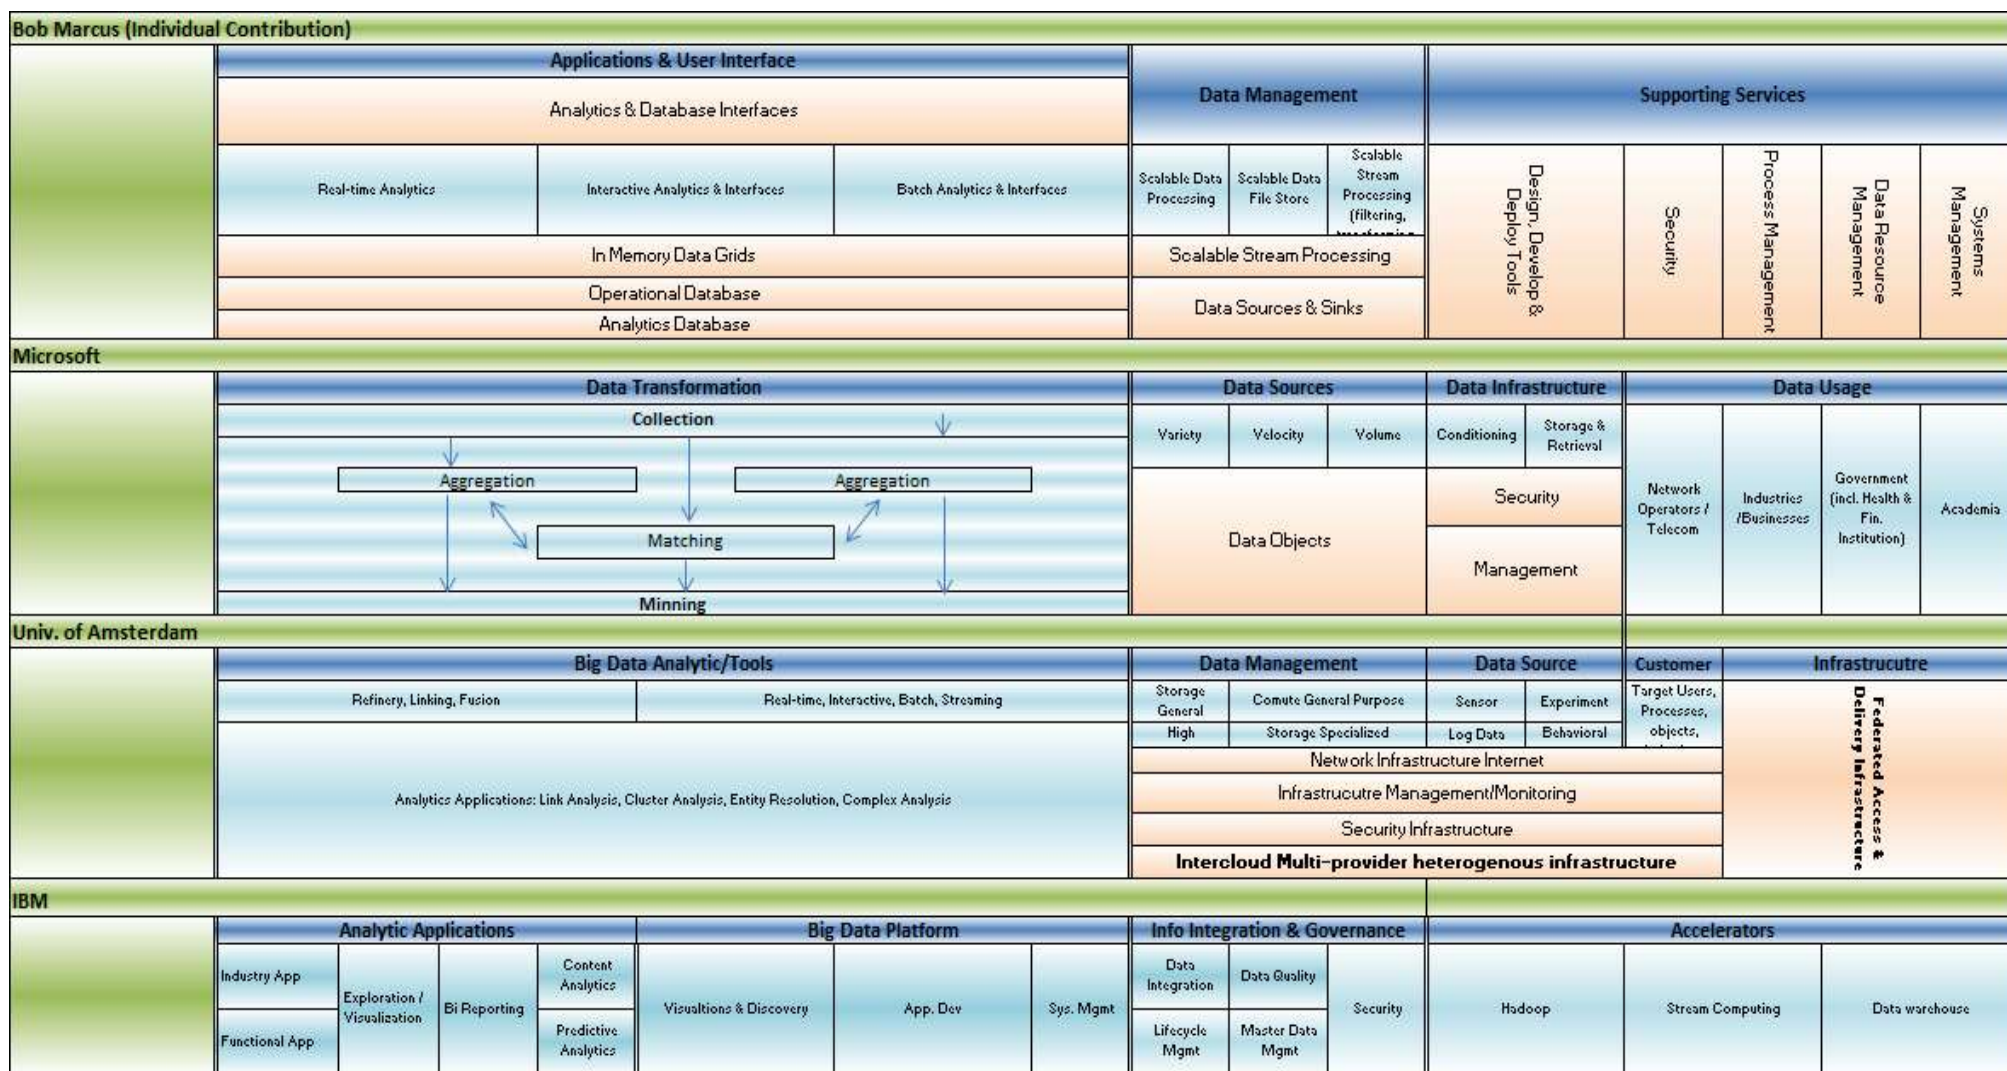 Bob Marcus (Individual Contribution)
Applications & User Interface
Data Management
Supporting Services
Analytics & Database Interfaces
Real-time Analytics
Interactive Analytics & Interfaces
Batch Analytics & Interfaces
Scalable Data
Processing
Scalable Data
File Store
Scalable
Stream
Processing
(filtering,
Design, Develop &
Deploy Tools
Security
Process Management
Data Resource
Management
Systems
Management
In Memory Data Grids
Scalable Stream Processing
Operational Database
Data Sources & Sinks
Analytics Database
Microsoft
Data Transformation
Data Sources
Data Infrastructure
Data Usage
Collection
Variety
Velocity
Volume
Conditioning
Storage &
Retrieval
Network
Operators /
Telecom
Industries
/Businesses
Government
(incl. Health &
Fin.
Institution)
Academia
Aggregation
Aggregation
Security
Matching
Data Objects
Management
Minning
Univ. of Amsterdam
Big Data Analytic/Tools
Data Management
Data Source
Customer
Infrastrucutre
Refinery, Linking, Fusion
Real-time, Interactive, Batch, Streaming
Storage
General
Comute General Purpose
Sensor
Experiment
Target Users,
Processes,
objects,
Federated Access &
Delivery Infrastructure
High
Storage Specialized
Log Data
Behavioral
Network Infrastructure Internet
Analytics Applications: Link Analysis, Cluster Analysis, Entity Resolution, Complex Analysis
Infrastrucutre Management/Monitoring
Security Infrastructure
Intercloud Multi-provider heterogenous infrastructure
IBM
Analytic Applications
Big Data Platform
Info Integration & Governance
Accelerators
Industry App
Functional App
Exploration /
Visualization
Bi Reporting
Content
Analytics
Predictive
Analytics
Visualtions & Discovery
App. Dev
Sys. Mgmt
Data
Integration
Data Quality
Lifecycle
Mgmt
Master Data
Mgmt
Security
Hadoop
Stream Computing
Data warehouse